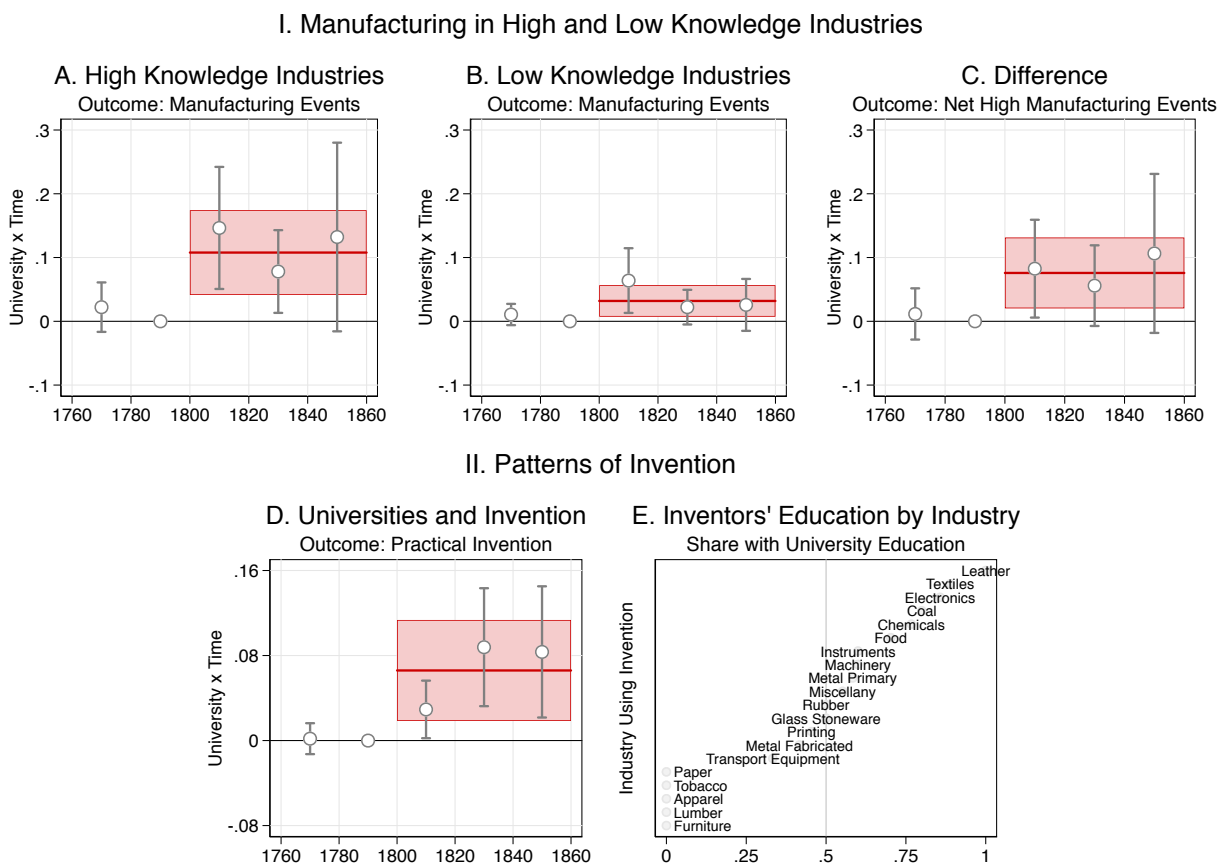 I. Manufacturing in High and Low Knowledge Industries
A. High Knowledge Industries
Outcome: Manufacturing Events
University x Time
.3
.2
.1
0
-.1
1760 1780 1800 1820 1840 1860
B. Low Knowledge Industries
Outcome: Manufacturing Events
University x Time
.3
.2
.1
0
-.1
1760 1780 1800 1820 1840 1860
C. Difference
Outcome: Net High Manufacturing Events
University x Time
.3
.2
.1
0
-.1
1760 1780 1800 1820 1840 1860
II. Patterns of Invention
D. Universities and Invention
Outcome: Practical Invention
University x Time
.16
.08
0
-.08
1760 1780 1800 1820 1840 1860
E. Inventors' Education by Industry
Share with University Education
Industry Using Invention
Leather
Textiles
Electronics
Coal
Chemicals
Food
Instruments
Machinery
Metal Primary
Miscellany
Rubber
Glass Stoneware
Printing
Metal Fabricated
Transport Equipment
Paper
Tobacco
Apparel
Lumber
Furniture
0 .25 .5 .75 1